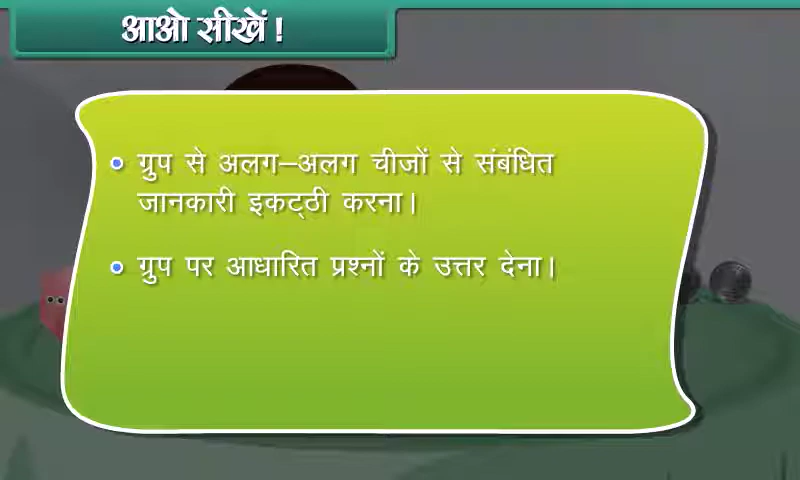 आओ सीखें!
ग्रुप से अलग–अलग चीजों से संबंधित
जानकारी इकट्ठी करना।
ग्रुप पर आधारित प्रश्नों के उत्तर देना।